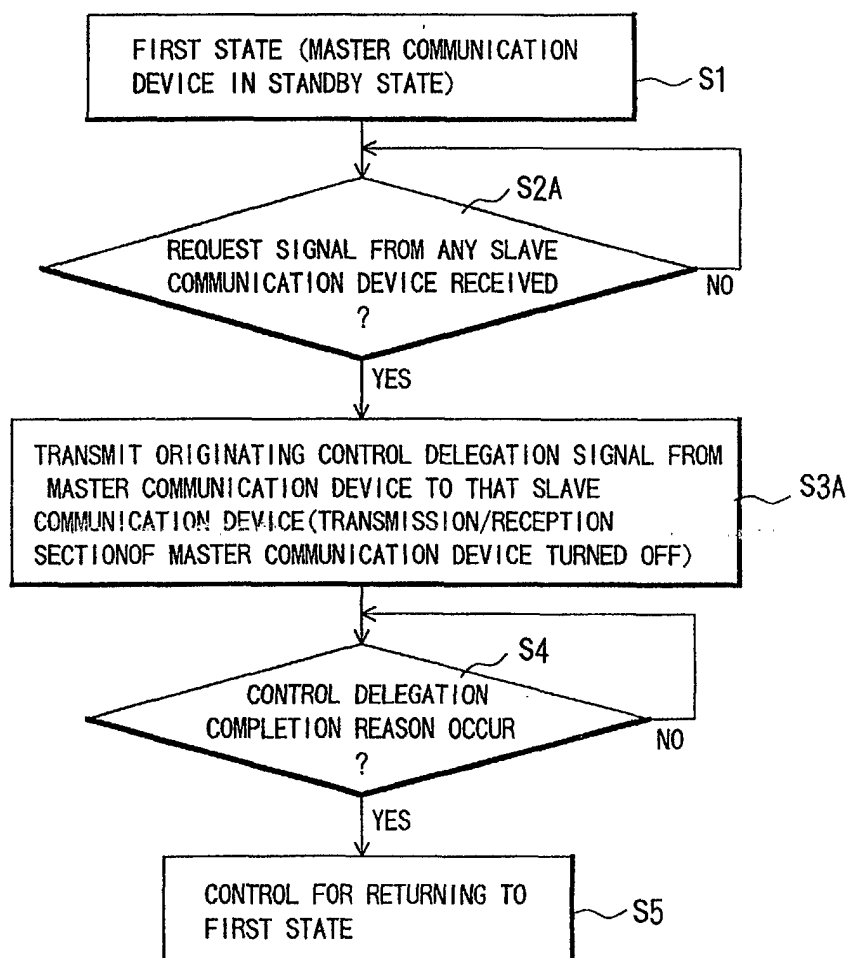 FIRST STATE (MASTER COMMUNICATION
DEVICE IN STANDBY STATE)
S1
S2A
REQUEST SIGNAL FROM ANY SLAVE
COMMUNICATION DEVICE RECEIVED
?
NO
YES
TRANSMIT ORIGINATING CONTROL DELEGATION SIGNAL FROM
MASTER COMMUNICATION DEVICE TO THAT SLAVE
COMMUNICATION DEVICE(TRANSMISSION/RECEPTION
SECTIONOF MASTER COMMUNICATION DEVICE TURNED OFF)
S3A
S4
CONTROL DELEGATION
COMPLETION REASON OCCUR
?
NO
YES
CONTROL FOR RETURNING TO
FIRST STATE
S5